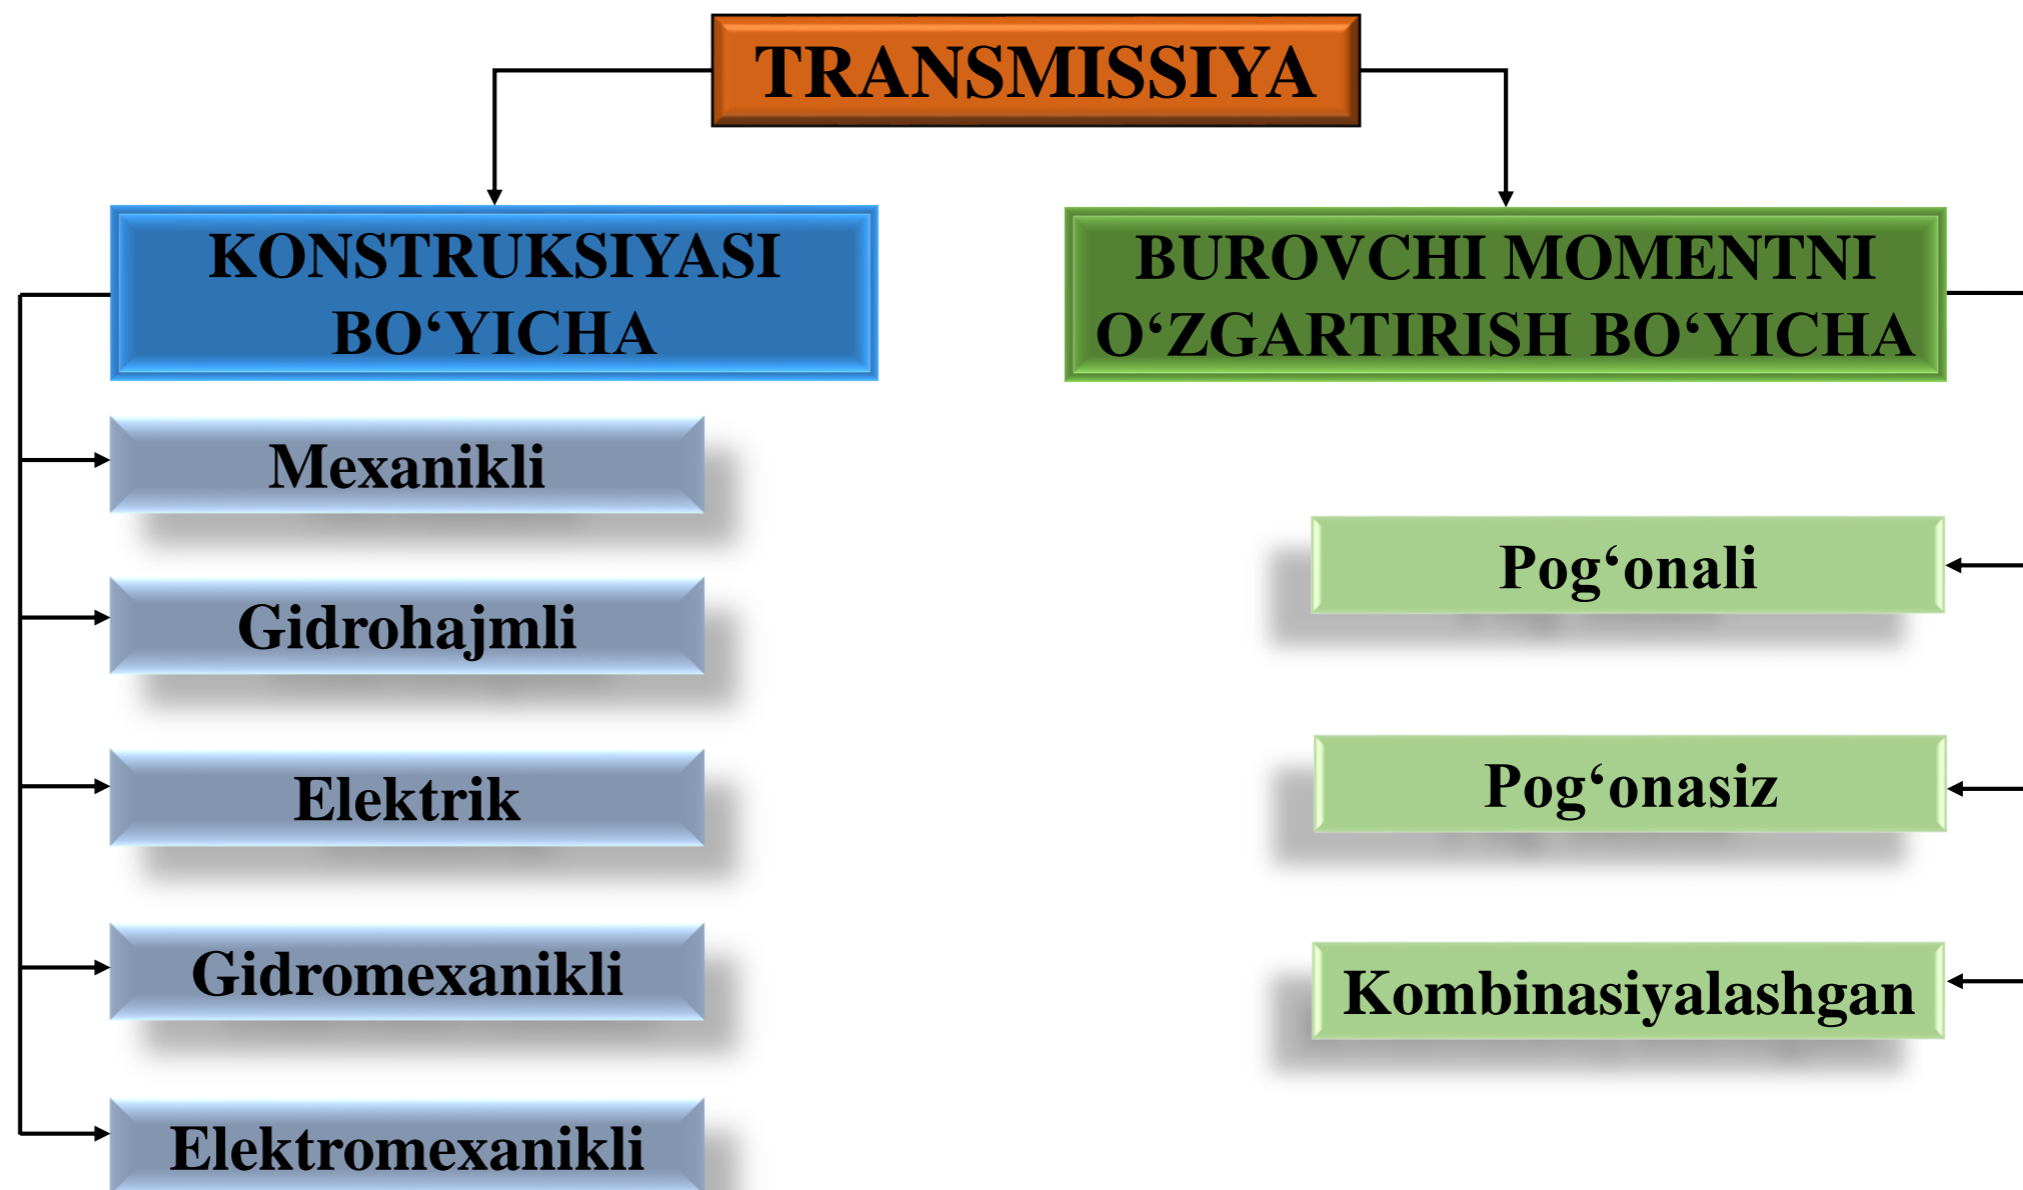 TRANSMISSIYA
KONSTRUKSIYASI
BO‘YICHA
Mexanikli
Gidrohajmli
Elektrik
Gidromexanikli
Elektromexanikli
BUROVCHI MOMENTNI
O‘ZGARTIRISH BO‘YICHA
Pog‘onali
Pog‘onasiz
Kombinasiyalashgan